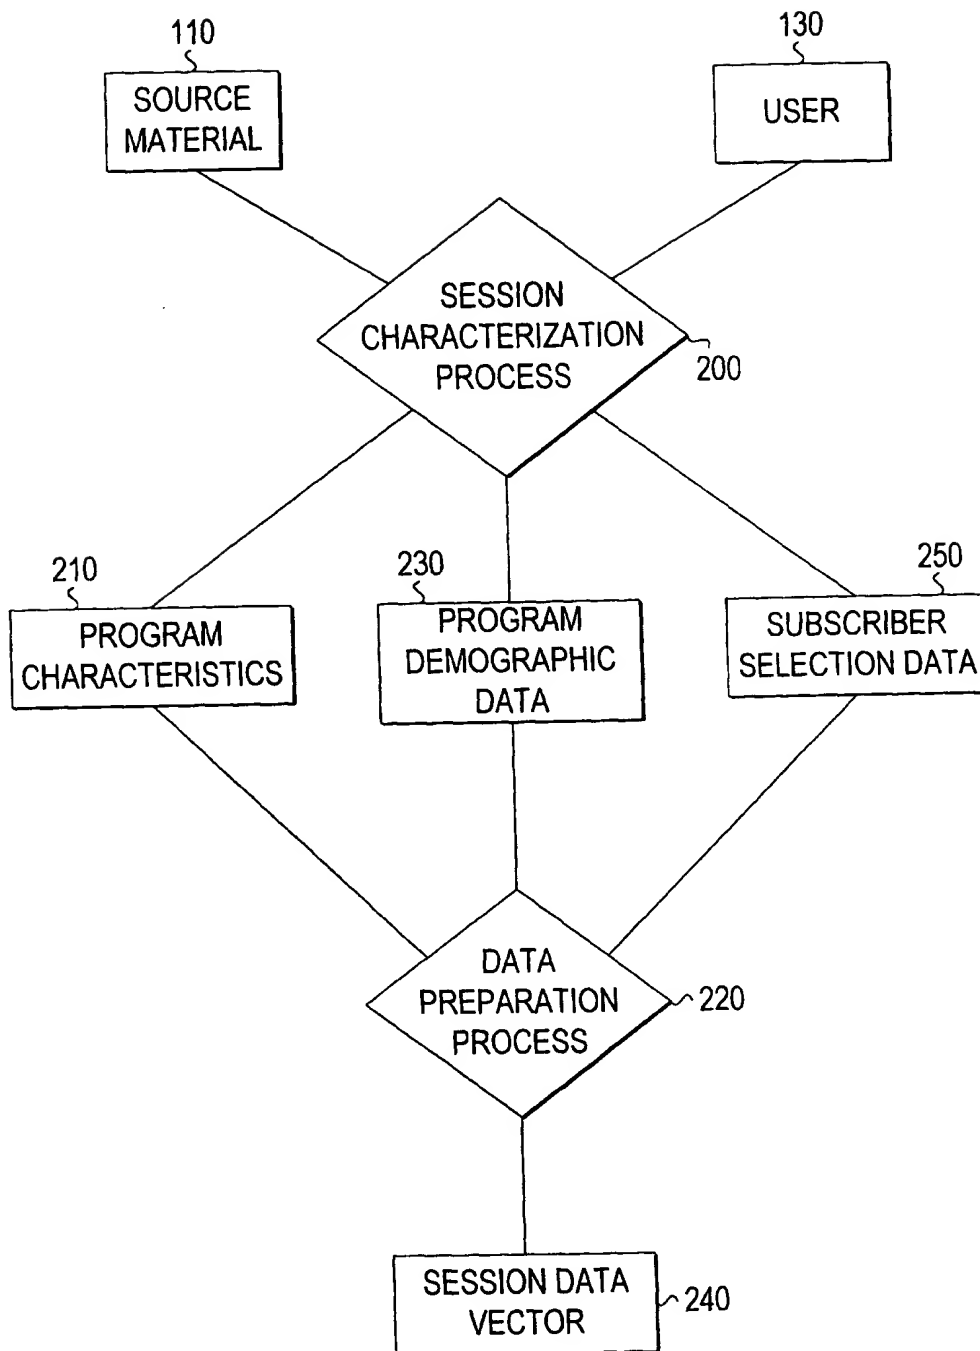 110
SOURCE
MATERIAL
130
USER
SESSION
CHARACTERIZATION
PROCESS
200
210
PROGRAM
CHARACTERISTICS
230
PROGRAM
DEMOGRAPHIC
DATA
250
SUBSCRIBER
SELECTION DATA
DATA
PREPARATION
PROCESS
220
SESSION DATA
VECTOR
240